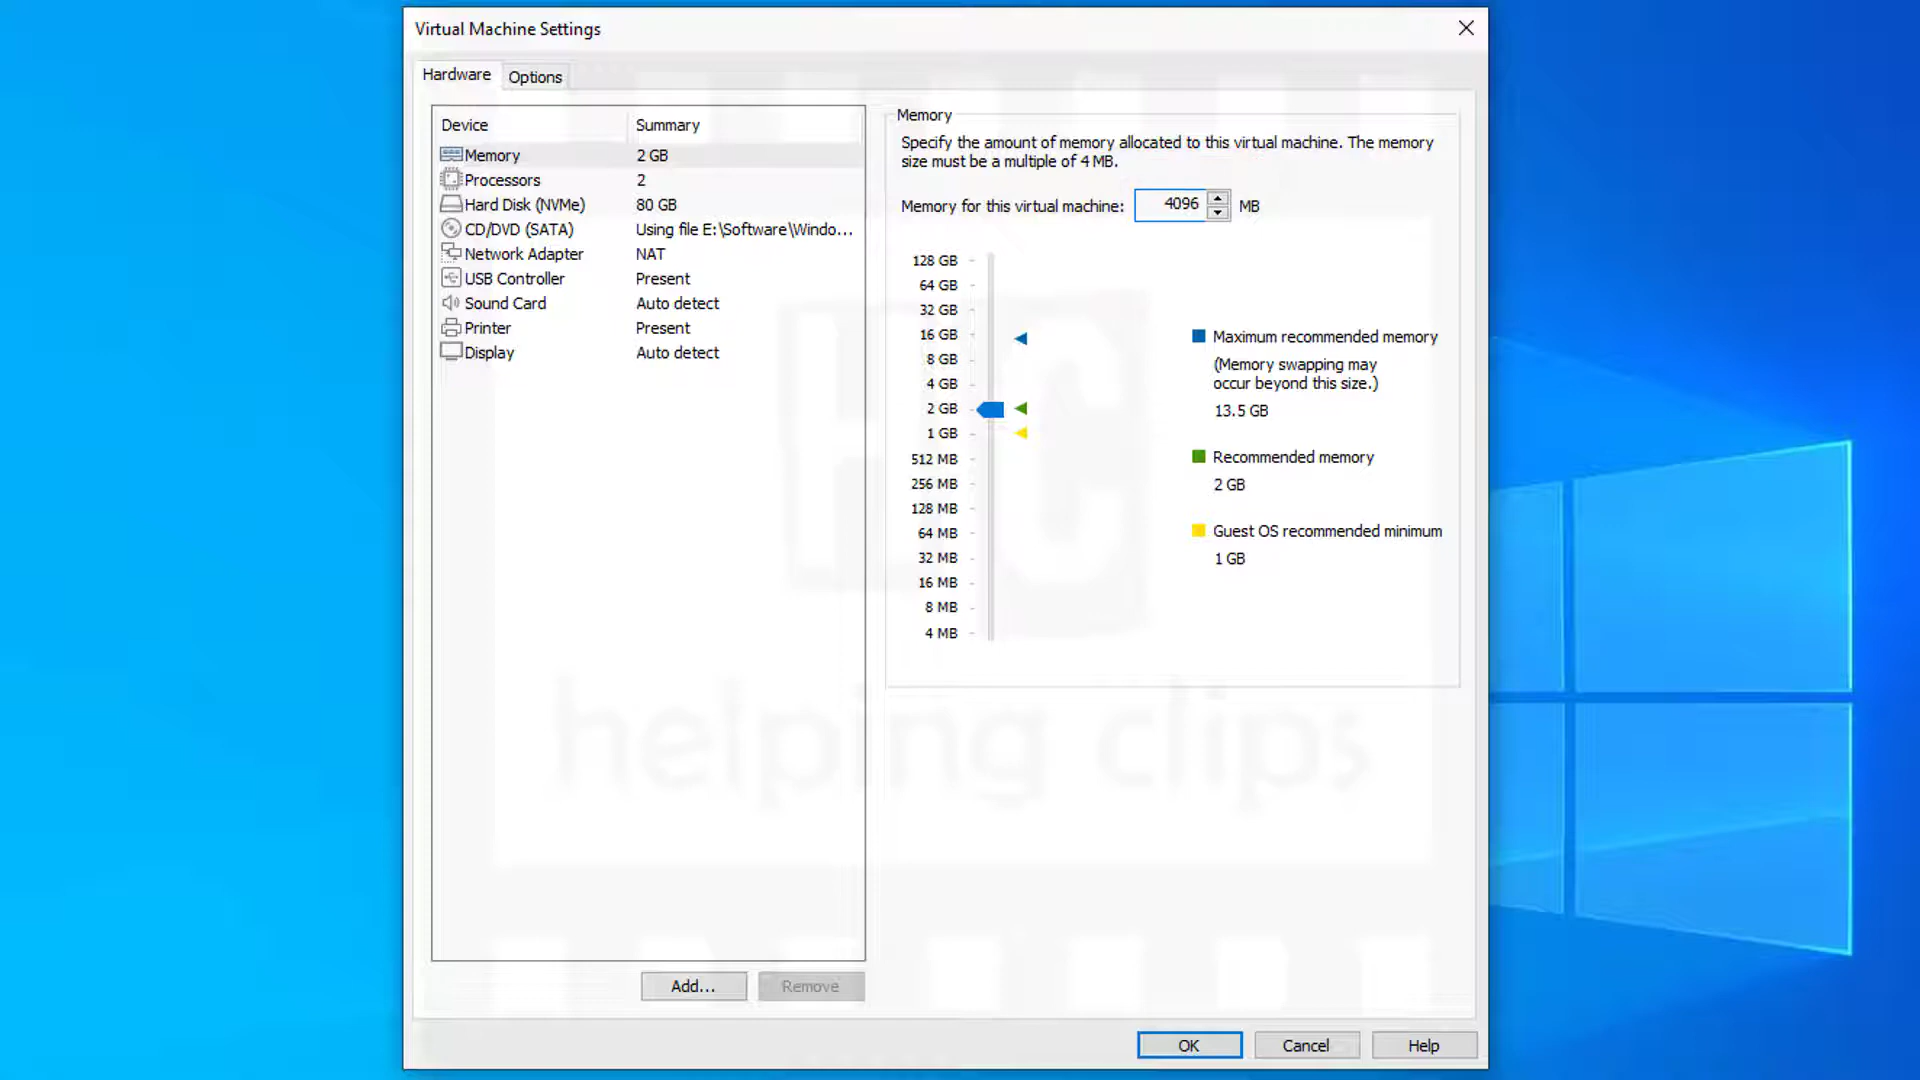 Virtual Machine Settings
Hardware
Options
Device Summary
Memory 2 GB
Processors 2
Hard Disk (NVMe) 80 GB
CD/DVD (SATA) Using file E:\Software\Windo...
Network Adapter NAT
USB Controller Present
Sound Card Auto detect
Printer Present
Display Auto detect
Add...
Remove
Memory
Specify the amount of memory allocated to this virtual machine. The memory
size must be a multiple of 4 MB.
Memory for this virtual machine: 4096 MB
128 GB
64 GB
32 GB
16 GB
8 GB
4 GB
2 GB
1 GB
512 MB
256 MB
128 MB
64 MB
32 MB
16 MB
8 MB
4 MB
Maximum recommended memory
(Memory swapping may
occur beyond this size.)
13.5 GB
Recommended memory
2 GB
Guest OS recommended minimum
1 GB
HC
helping clips
OK
Cancel
Help